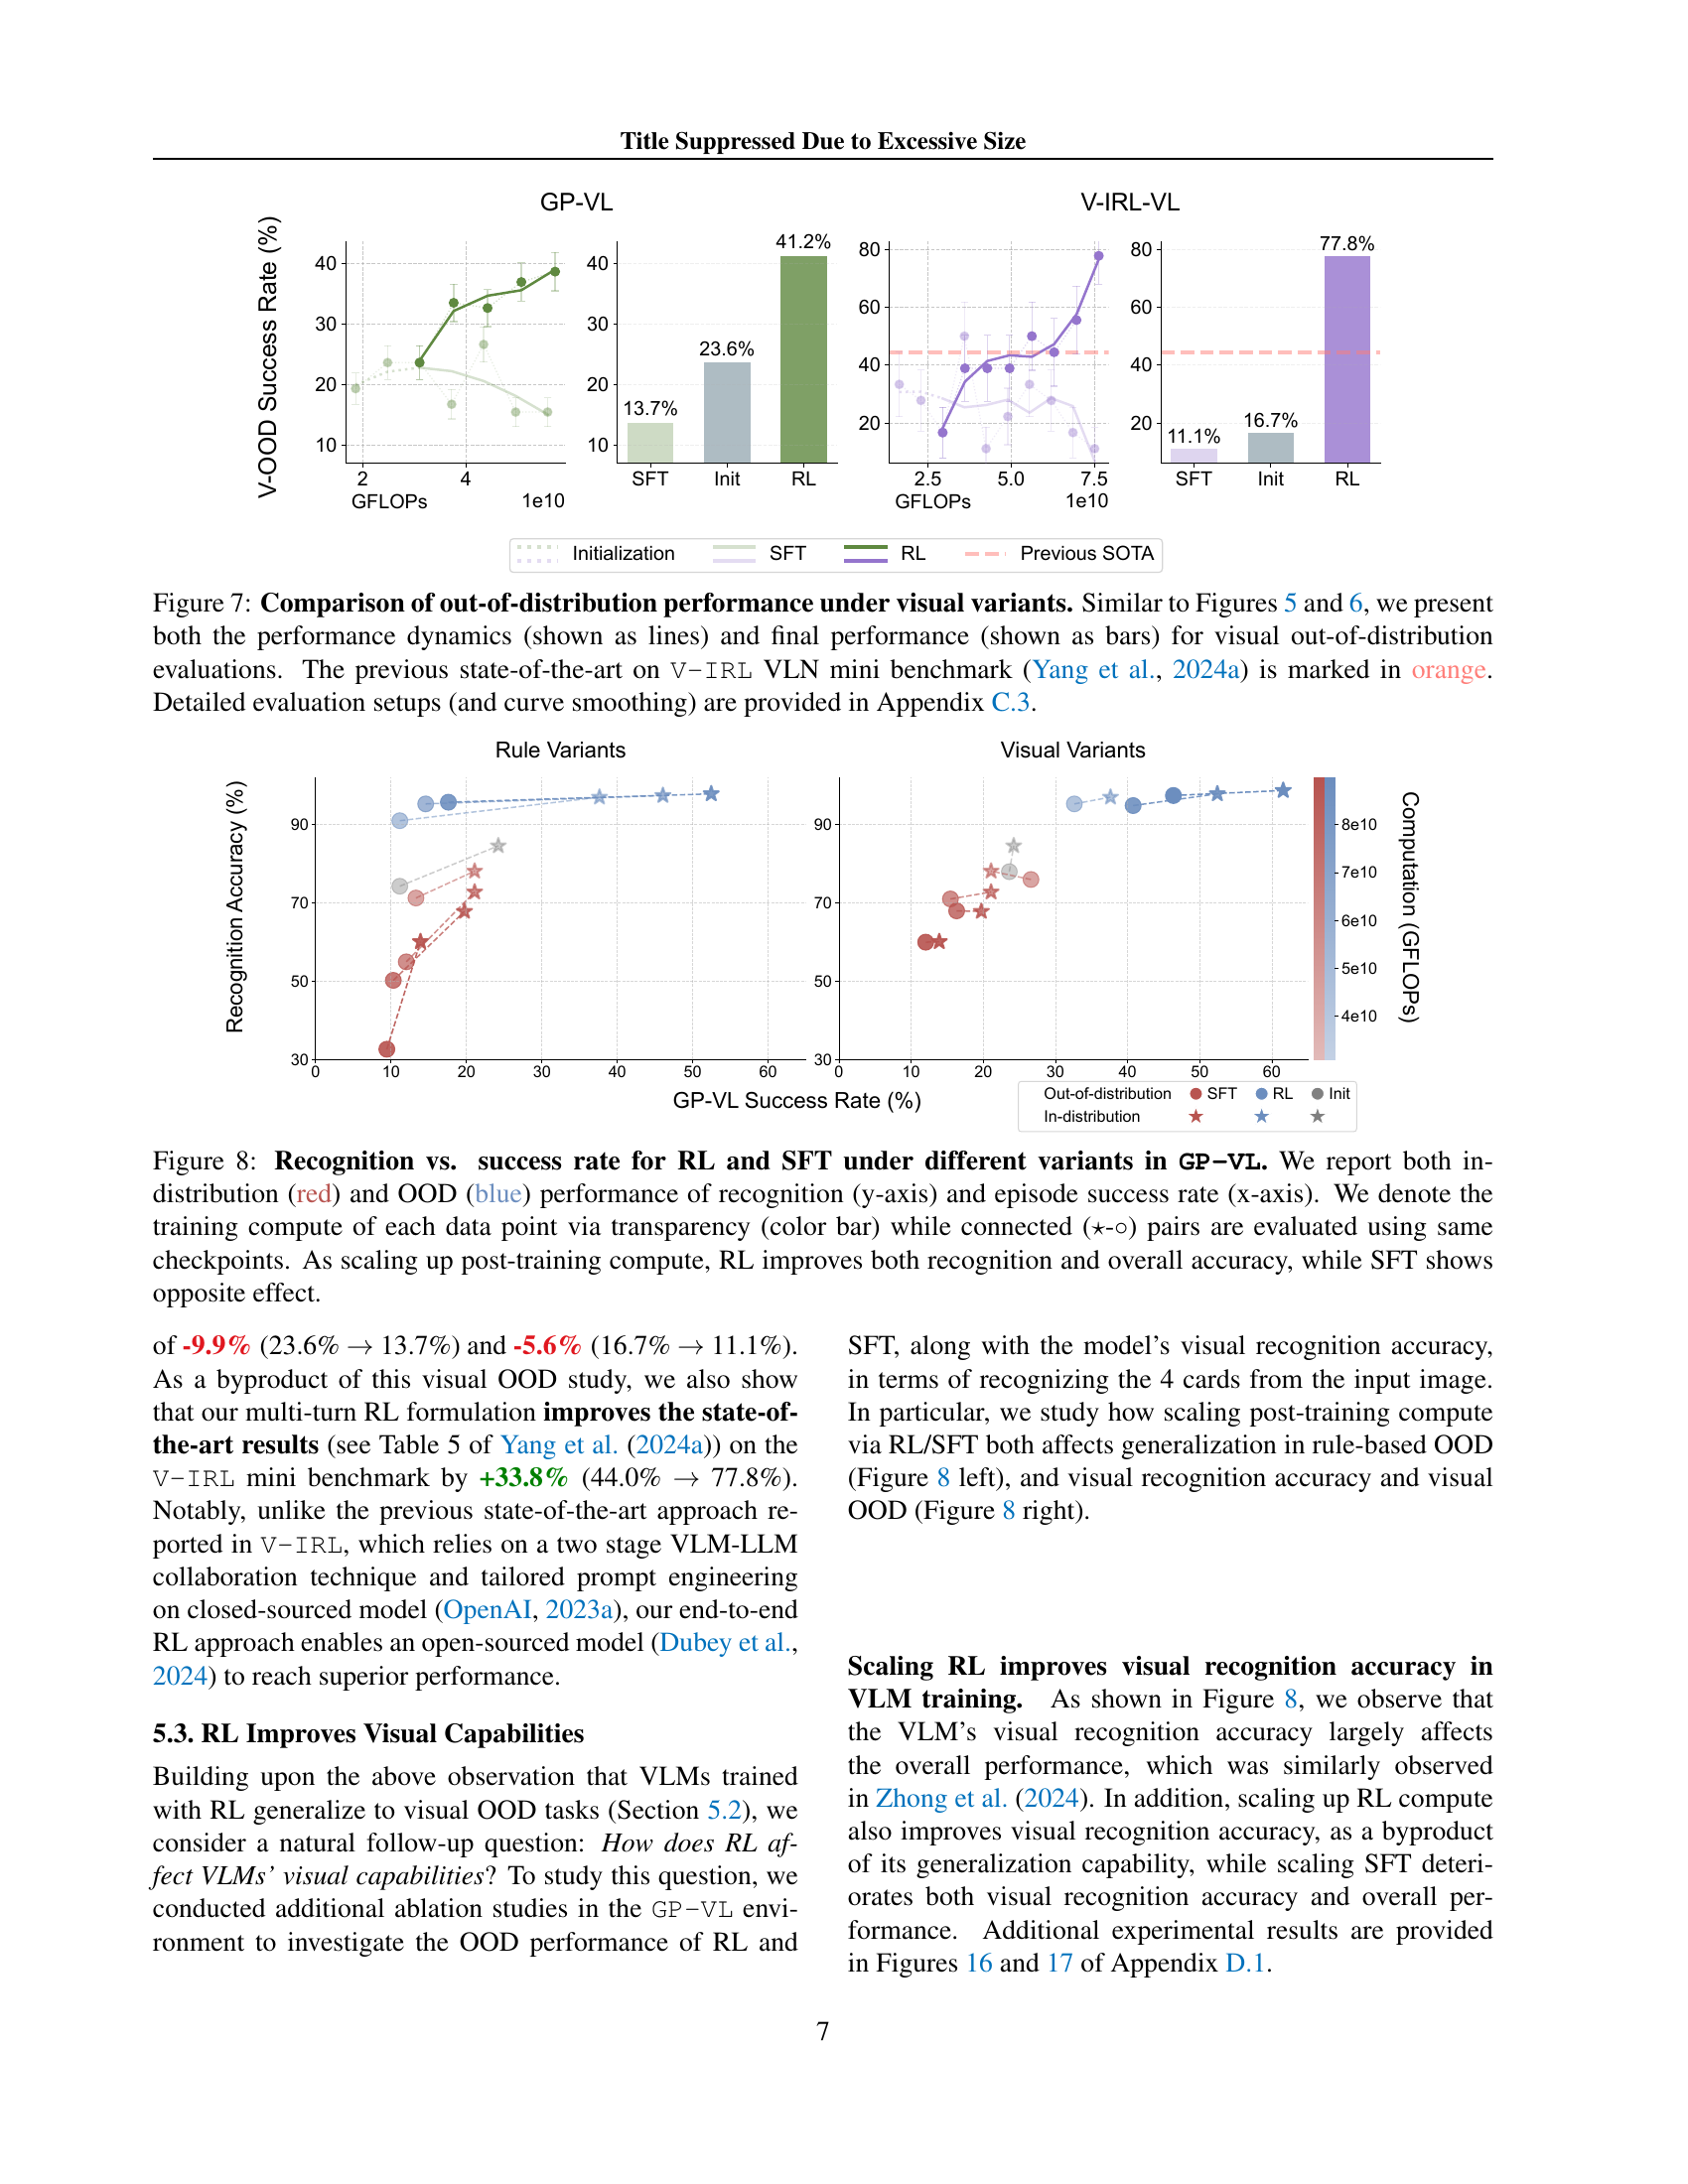 Title Suppressed Due to Excessive Size
GP-VL
V-IRL-VL
V-OOD Success Rate (%)
40
30
20
10
2
4
GFLOPs
1e10
40
30
20
10
13.7%
23.6%
41.2%
SFT
Init
RL
80
60
40
20
2.5
5.0
7.5
GFLOPs
1e10
80
60
40
20
11.1%
16.7%
77.8%
SFT
Init
RL
Initialization
SFT
RL
Previous SOTA
Figure 7: Comparison of out-of-distribution performance under visual variants. Similar to Figures 5 and 6, we present
both the performance dynamics (shown as lines) and final performance (shown as bars) for visual out-of-distribution
evaluations. The previous state-of-the-art on V-IRL VLN mini benchmark (Yang et al., 2024a) is marked in orange.
Detailed evaluation setups (and curve smoothing) are provided in Appendix C.3.
Rule Variants
Visual Variants
Recognition Accuracy (%)
90
70
50
30
0
10
20
30
40
50
60
90
70
50
30
0
10
20
30
40
50
60
GP-VL Success Rate (%)
8e10
7e10
6e10
5e10
4e10
Computation (GFLOPs)
Out-of-distribution SFT RL Init
In-distribution
Figure 8: Recognition vs. success rate for RL and SFT under different variants in GP-VL. We report both in-
distribution (red) and OOD (blue) performance of recognition (y-axis) and episode success rate (x-axis). We denote the
training compute of each data point via transparency (color bar) while connected (⋆-○) pairs are evaluated using same
checkpoints. As scaling up post-training compute, RL improves both recognition and overall accuracy, while SFT shows
opposite effect.
of -9.9% (23.6% → 13.7%) and -5.6% (16.7% → 11.1%).
As a byproduct of this visual OOD study, we also show
that our multi-turn RL formulation improves the state-of-
the-art results (see Table 5 of Yang et al. (2024a)) on the
V-IRL mini benchmark by +33.8% (44.0% → 77.8%).
Notably, unlike the previous state-of-the-art approach re-
ported in V-IRL, which relies on a two stage VLM-LLM
collaboration technique and tailored prompt engineering
on closed-sourced model (OpenAI, 2023a), our end-to-end
RL approach enables an open-sourced model (Dubey et al.,
2024) to reach superior performance.
5.3. RL Improves Visual Capabilities
Building upon the above observation that VLMs trained
with RL generalize to visual OOD tasks (Section 5.2), we
consider a natural follow-up question: How does RL af-
fect VLMs' visual capabilities? To study this question, we
conducted additional ablation studies in the GP-VL envi-
ronment to investigate the OOD performance of RL and
SFT, along with the model's visual recognition accuracy,
in terms of recognizing the 4 cards from the input image.
In particular, we study how scaling post-training compute
via RL/SFT both affects generalization in rule-based OOD
(Figure 8 left), and visual recognition accuracy and visual
OOD (Figure 8 right).
Scaling RL improves visual recognition accuracy in
VLM training. As shown in Figure 8, we observe that
the VLM's visual recognition accuracy largely affects
the overall performance, which was similarly observed
in Zhong et al. (2024). In addition, scaling up RL compute
also improves visual recognition accuracy, as a byproduct
of its generalization capability, while scaling SFT deteri-
orates both visual recognition accuracy and overall per-
formance. Additional experimental results are provided
in Figures 16 and 17 of Appendix D.1.
7